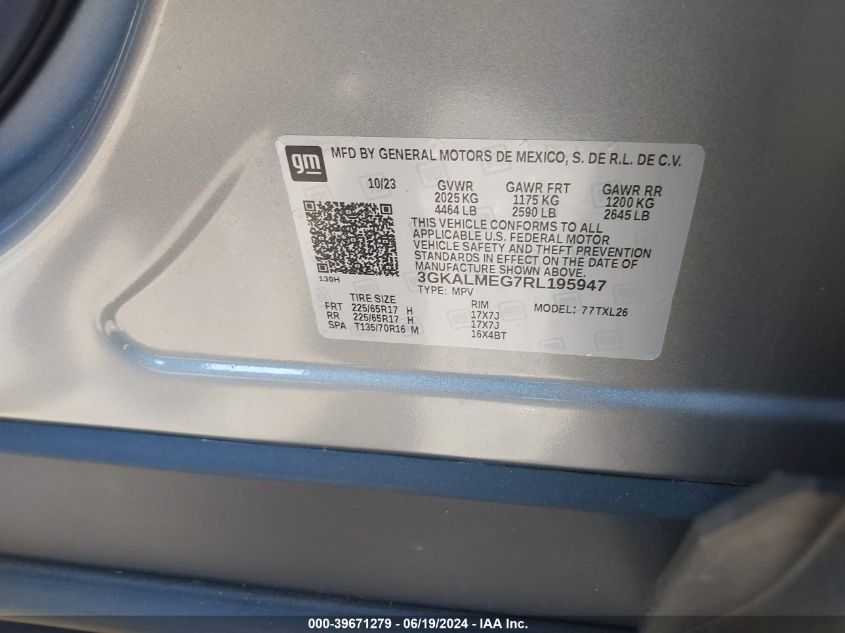 gm MFD BY GENERAL MOTORS DE MEXICO, S. DE R.L. DE C.V.
10/23 GVWR GAWR FRT GAWR RR
2025 KG 1175 KG 1200 KG
4464 LB 2590 LB 2645 LB
THIS VEHICLE CONFORMS TO ALL
APPLICABLE U.S. FEDERAL MOTOR
VEHICLE SAFETY AND THEFT PREVENTION
STANDARDS IN EFFECT ON THE DATE OF
MANUFACTURE SHOWN ABOVE.
130H 3GKALMEG7RL195947
TYPE: MPV
TIRE SIZE RIM MODEL: 77TXL26
FRT 225/65R17 H 17X7J
RR 225/65R17 H 17X7J
SPA T135/70R16 M 16X4BT
000-39671279 - 06/19/2024 - IAA Inc.